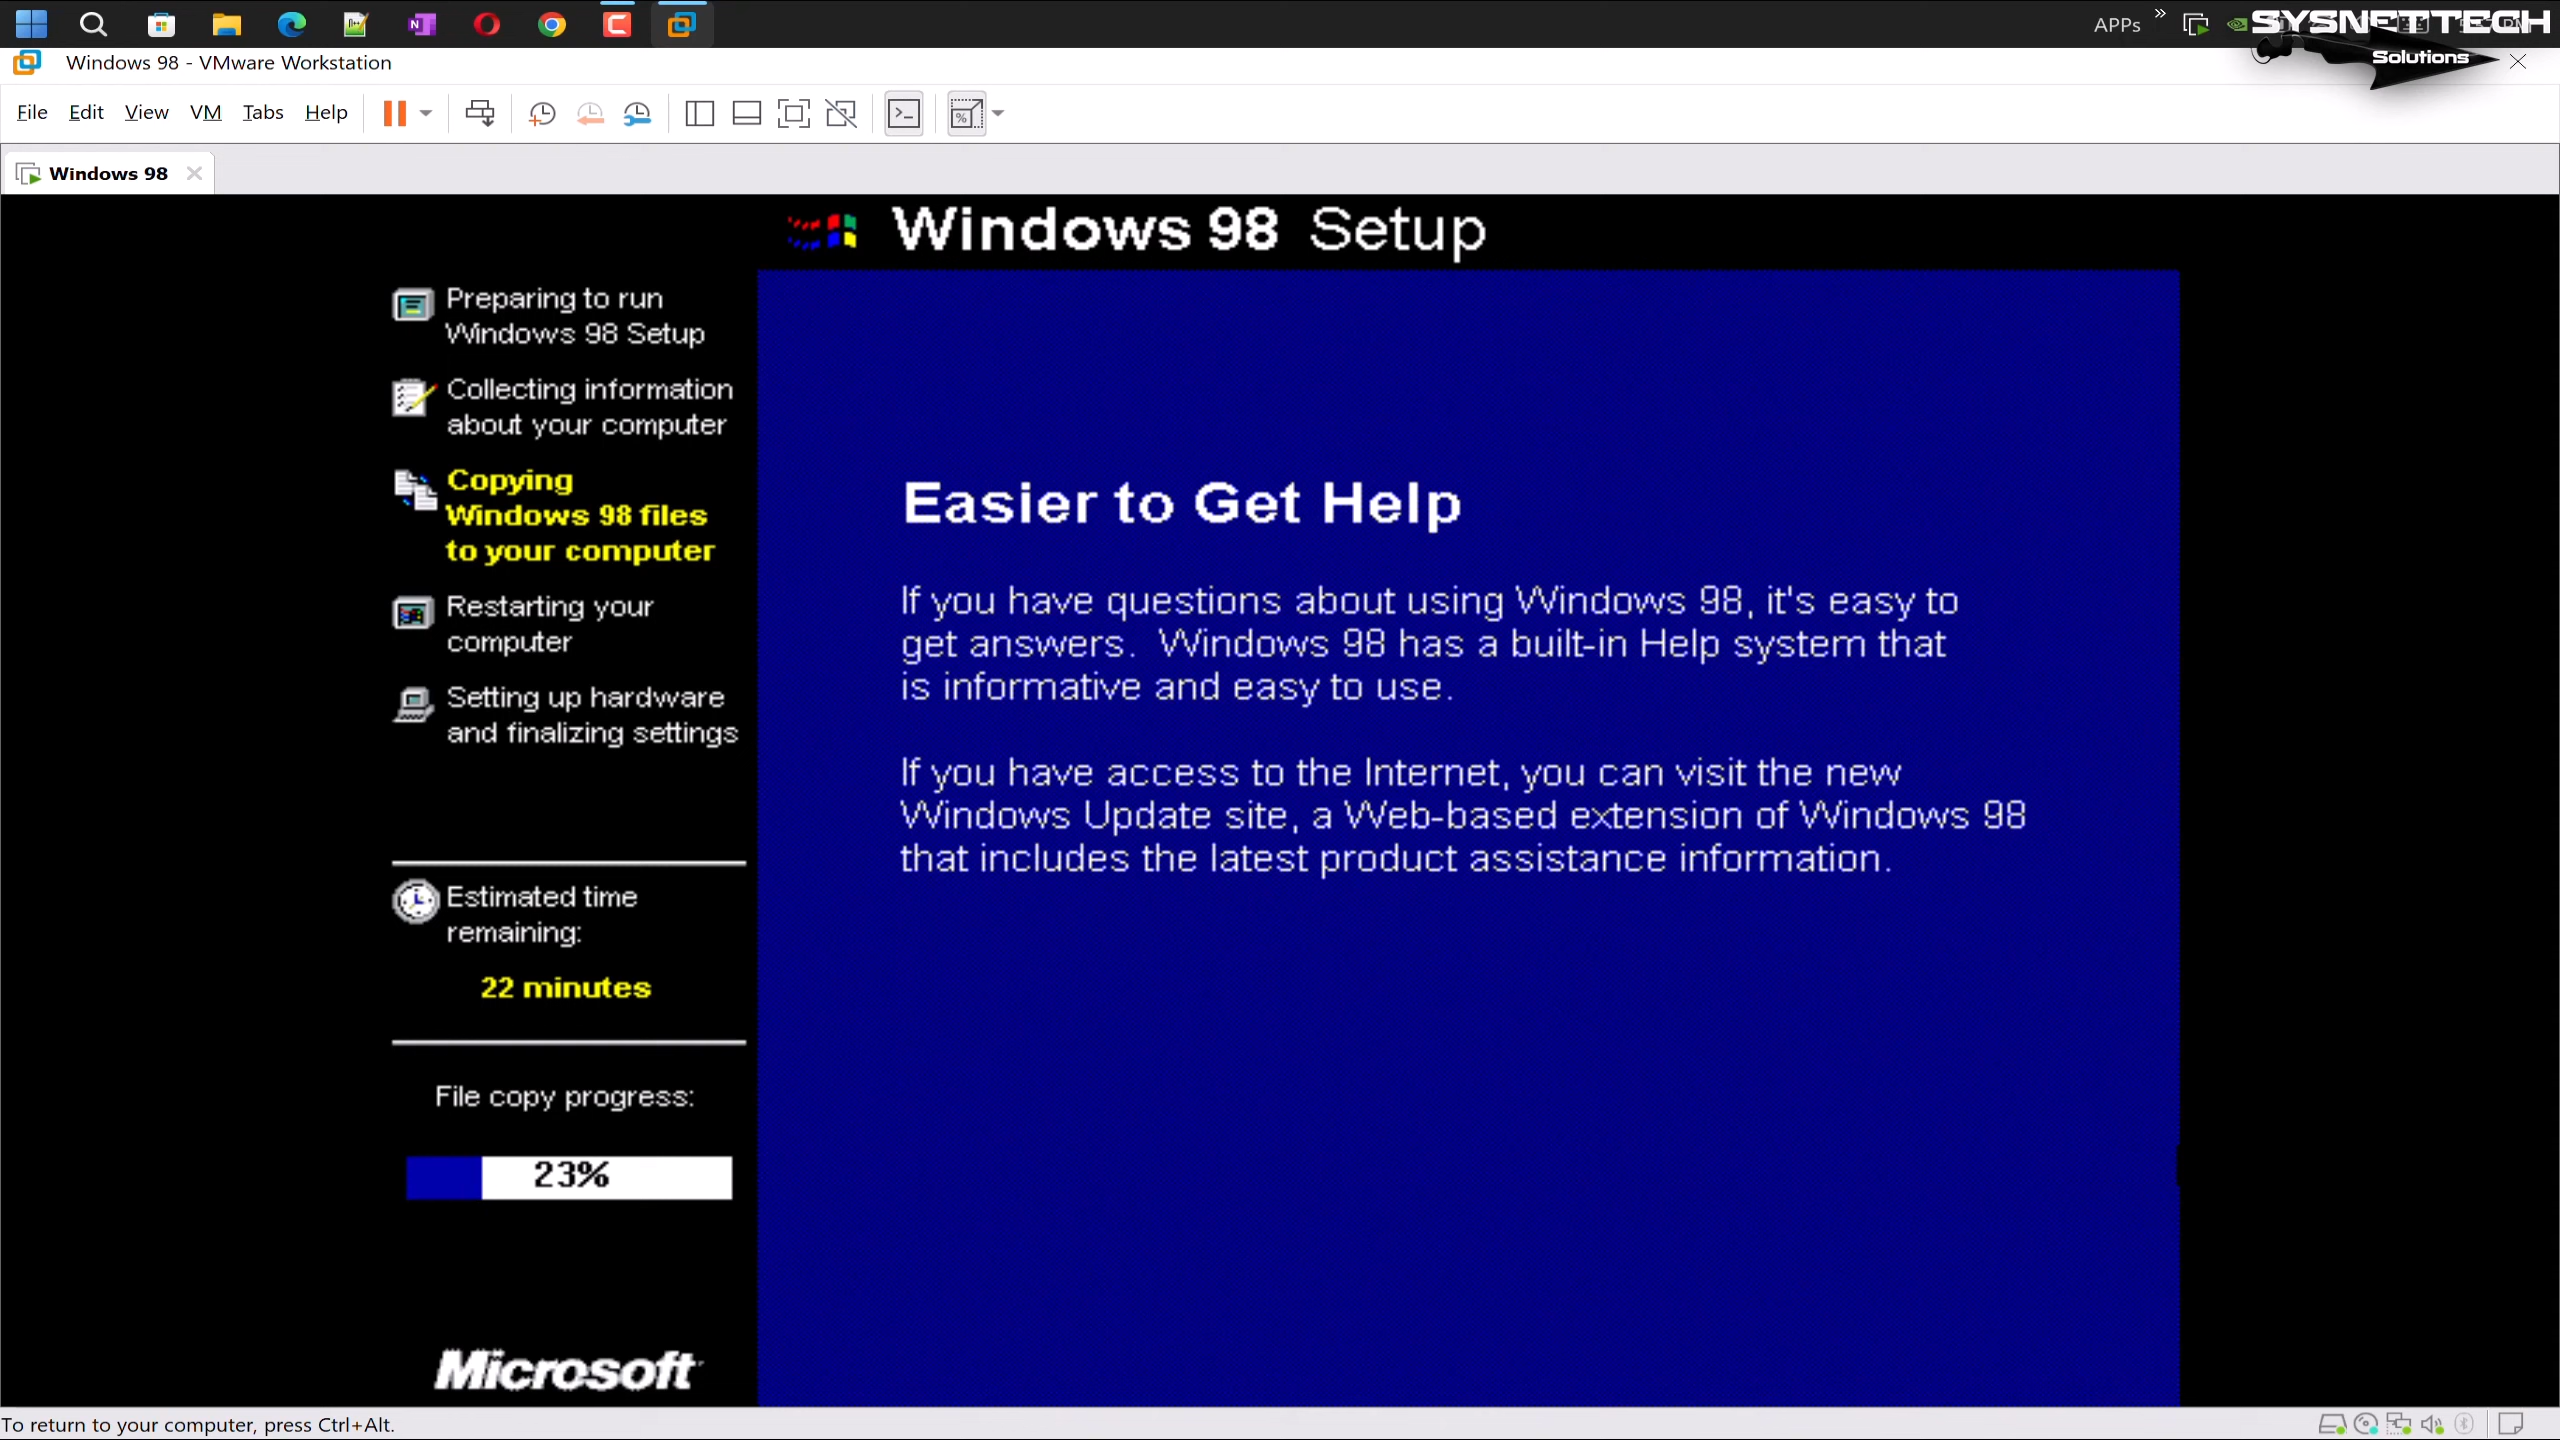 APPs
SYSNETTECH
Solutions
Windows 98 - VMware Workstation
File Edit View VM Tabs Help
Windows 98
Windows 98 Setup
Preparing to run
Windows 98 Setup
Collecting information
about your computer
Copying
Windows 98 files
to your computer
Restarting your
computer
Setting up hardware
and finalizing settings
Estimated time
remaining:
22 minutes
File copy progress:
23%
Microsoft
Easier to Get Help
If you have questions about using Windows 98, it's easy to
get answers. Windows 98 has a built-in Help system that
is informative and easy to use.
If you have access to the Internet, you can visit the new
Windows Update site, a Web-based extension of Windows 98
that includes the latest product assistance information.
To return to your computer, press Ctrl+Alt.